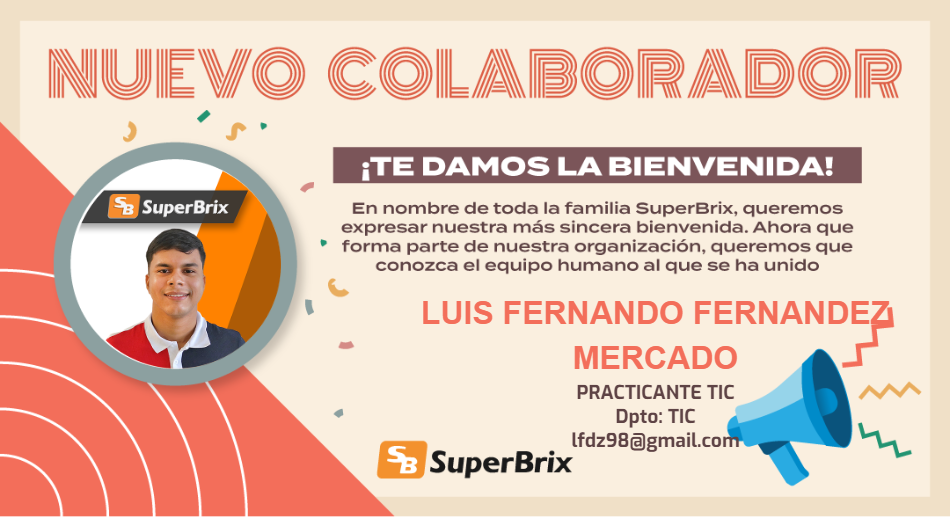 NUEVO COLABORADOR
¡TE DAMOS LA BIENVENIDA!
SB SuperBrix
En nombre de toda la familia SuperBrix, queremos
expresar nuestra más sincera bienvenida. Ahora que
forma parte de nuestra organización, queremos que
conozca el equipo humano al que se ha unido
LUIS FERNANDO FERNANDEZ
MERCADO
PRACTICANTE TIC
Dpto: TIC
lfdz98@gmail.com
SB SuperBrix